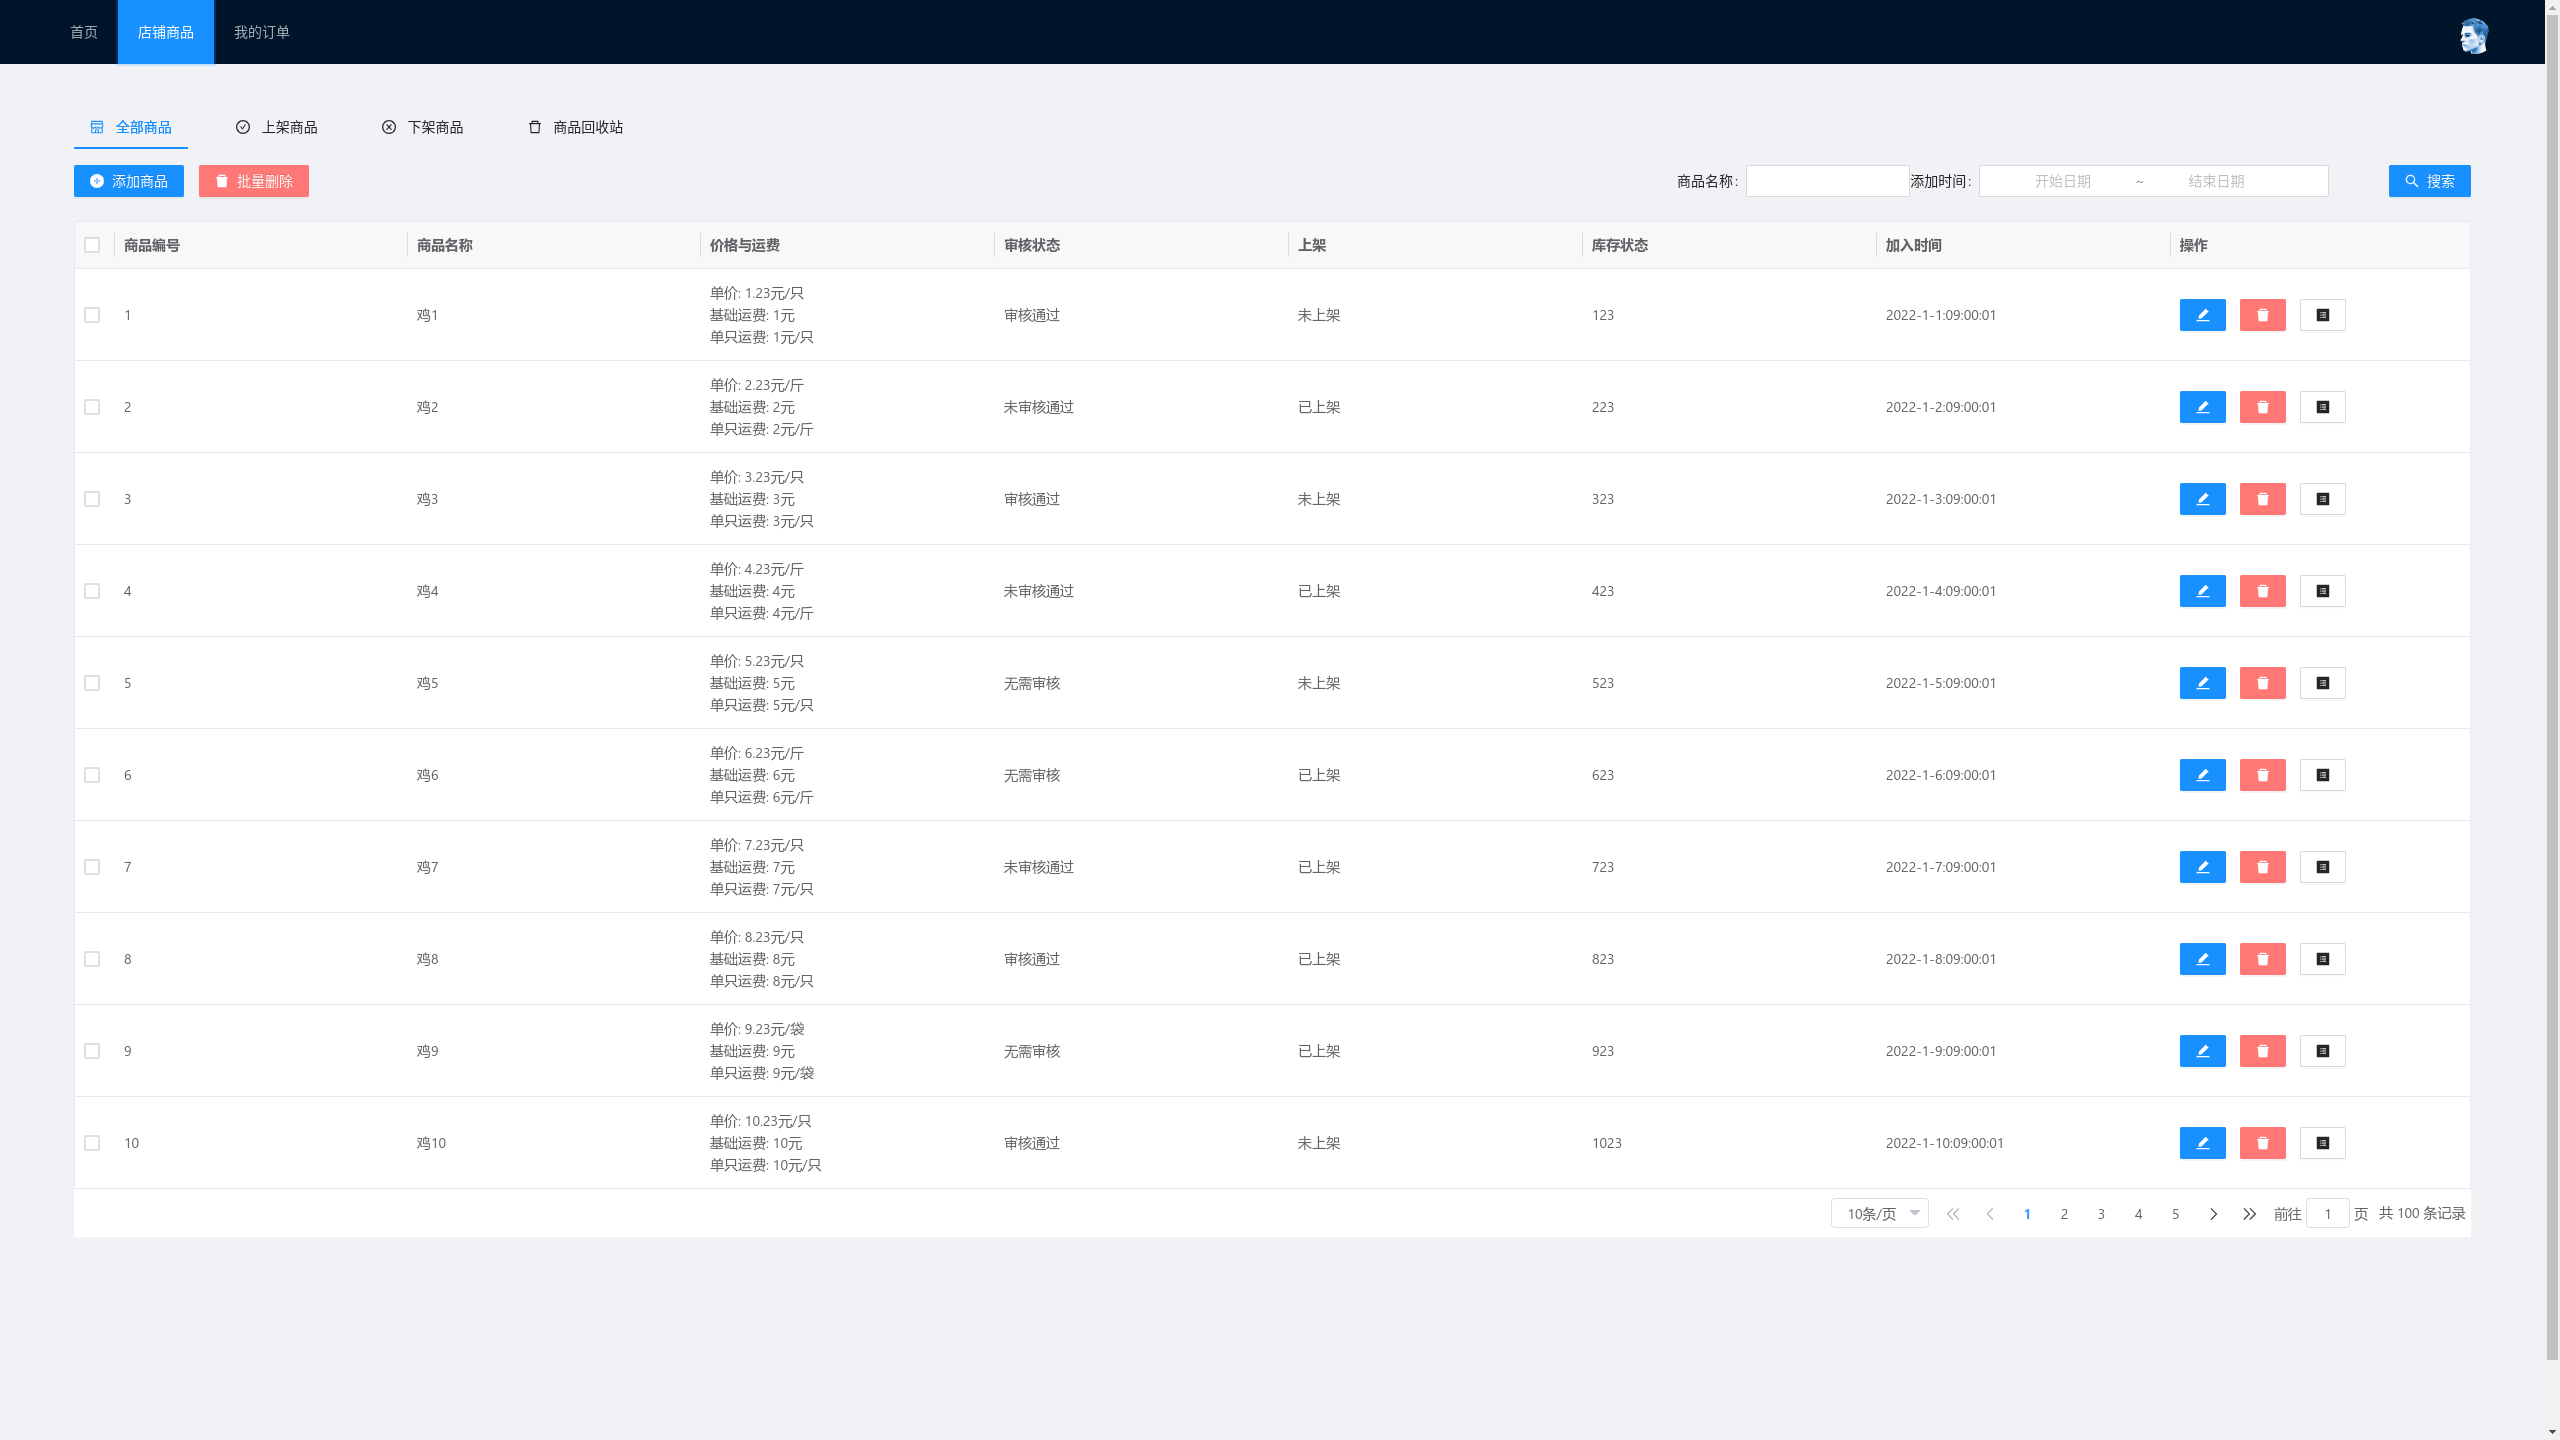 首页 店铺商品 我的订单
全部商品 上架商品 下架商品 商品回收站
添加商品 批量删除 商品名称: 添加时间: 开始日期 ~ 结束日期 搜索
商品编号 商品名称 价格与运费 审核状态 上架 库存状态 加入时间 操作
单价: 1.23元/只
1 鸡1 基础运费: 1元 审核通过 未上架 123 2022-1-1:09:00:01
单只运费: 1元/只
单价: 2.23元/斤
2 鸡2 基础运费: 2元 未审核通过 已上架 223 2022-1-2:09:00:01
单只运费: 2元/斤
单价: 3.23元/只
3 鸡3 基础运费: 3元 审核通过 未上架 323 2022-1-3:09:00:01
单只运费: 3元/只
单价: 4.23元/斤
4 鸡4 基础运费: 4元 未审核通过 已上架 423 2022-1-4:09:00:01
单只运费: 4元/斤
单价: 5.23元/只
5 鸡5 基础运费: 5元 无需审核 未上架 523 2022-1-5:09:00:01
单只运费: 5元/只
单价: 6.23元/斤
6 鸡6 基础运费: 6元 无需审核 已上架 623 2022-1-6:09:00:01
单只运费: 6元/斤
单价: 7.23元/只
7 鸡7 基础运费: 7元 未审核通过 已上架 723 2022-1-7:09:00:01
单只运费: 7元/只
单价: 8.23元/只
8 鸡8 基础运费: 8元 审核通过 已上架 823 2022-1-8:09:00:01
单只运费: 8元/只
单价: 9.23元/袋
9 鸡9 基础运费: 9元 无需审核 已上架 923 2022-1-9:09:00:01
单只运费: 9元/袋
单价: 10.23元/只
10 鸡10 基础运费: 10元 审核通过 未上架 1023 2022-1-10:09:00:01
单只运费: 10元/只
10条/页 1 2 3 4 5 前往 1 页 共 100 条记录